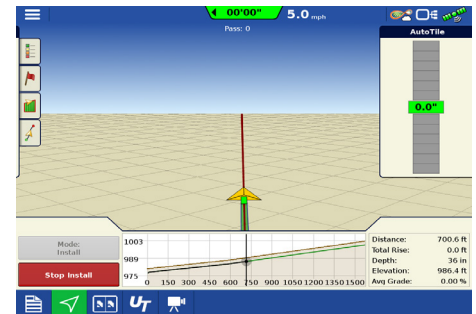 00'00"
5.0 mph
Pass: 0
AutoTile
0.0"
Mode:
Install
Stop Install
1003
989
975
0 150 300 450 600 750 900 1050 1200 1350 1500
Distance: 700.6 ft
Total Rise: 0.0 ft
Depth: 36 in
Elevation: 986.4 ft
Avg Grade: 0.00 %
UT